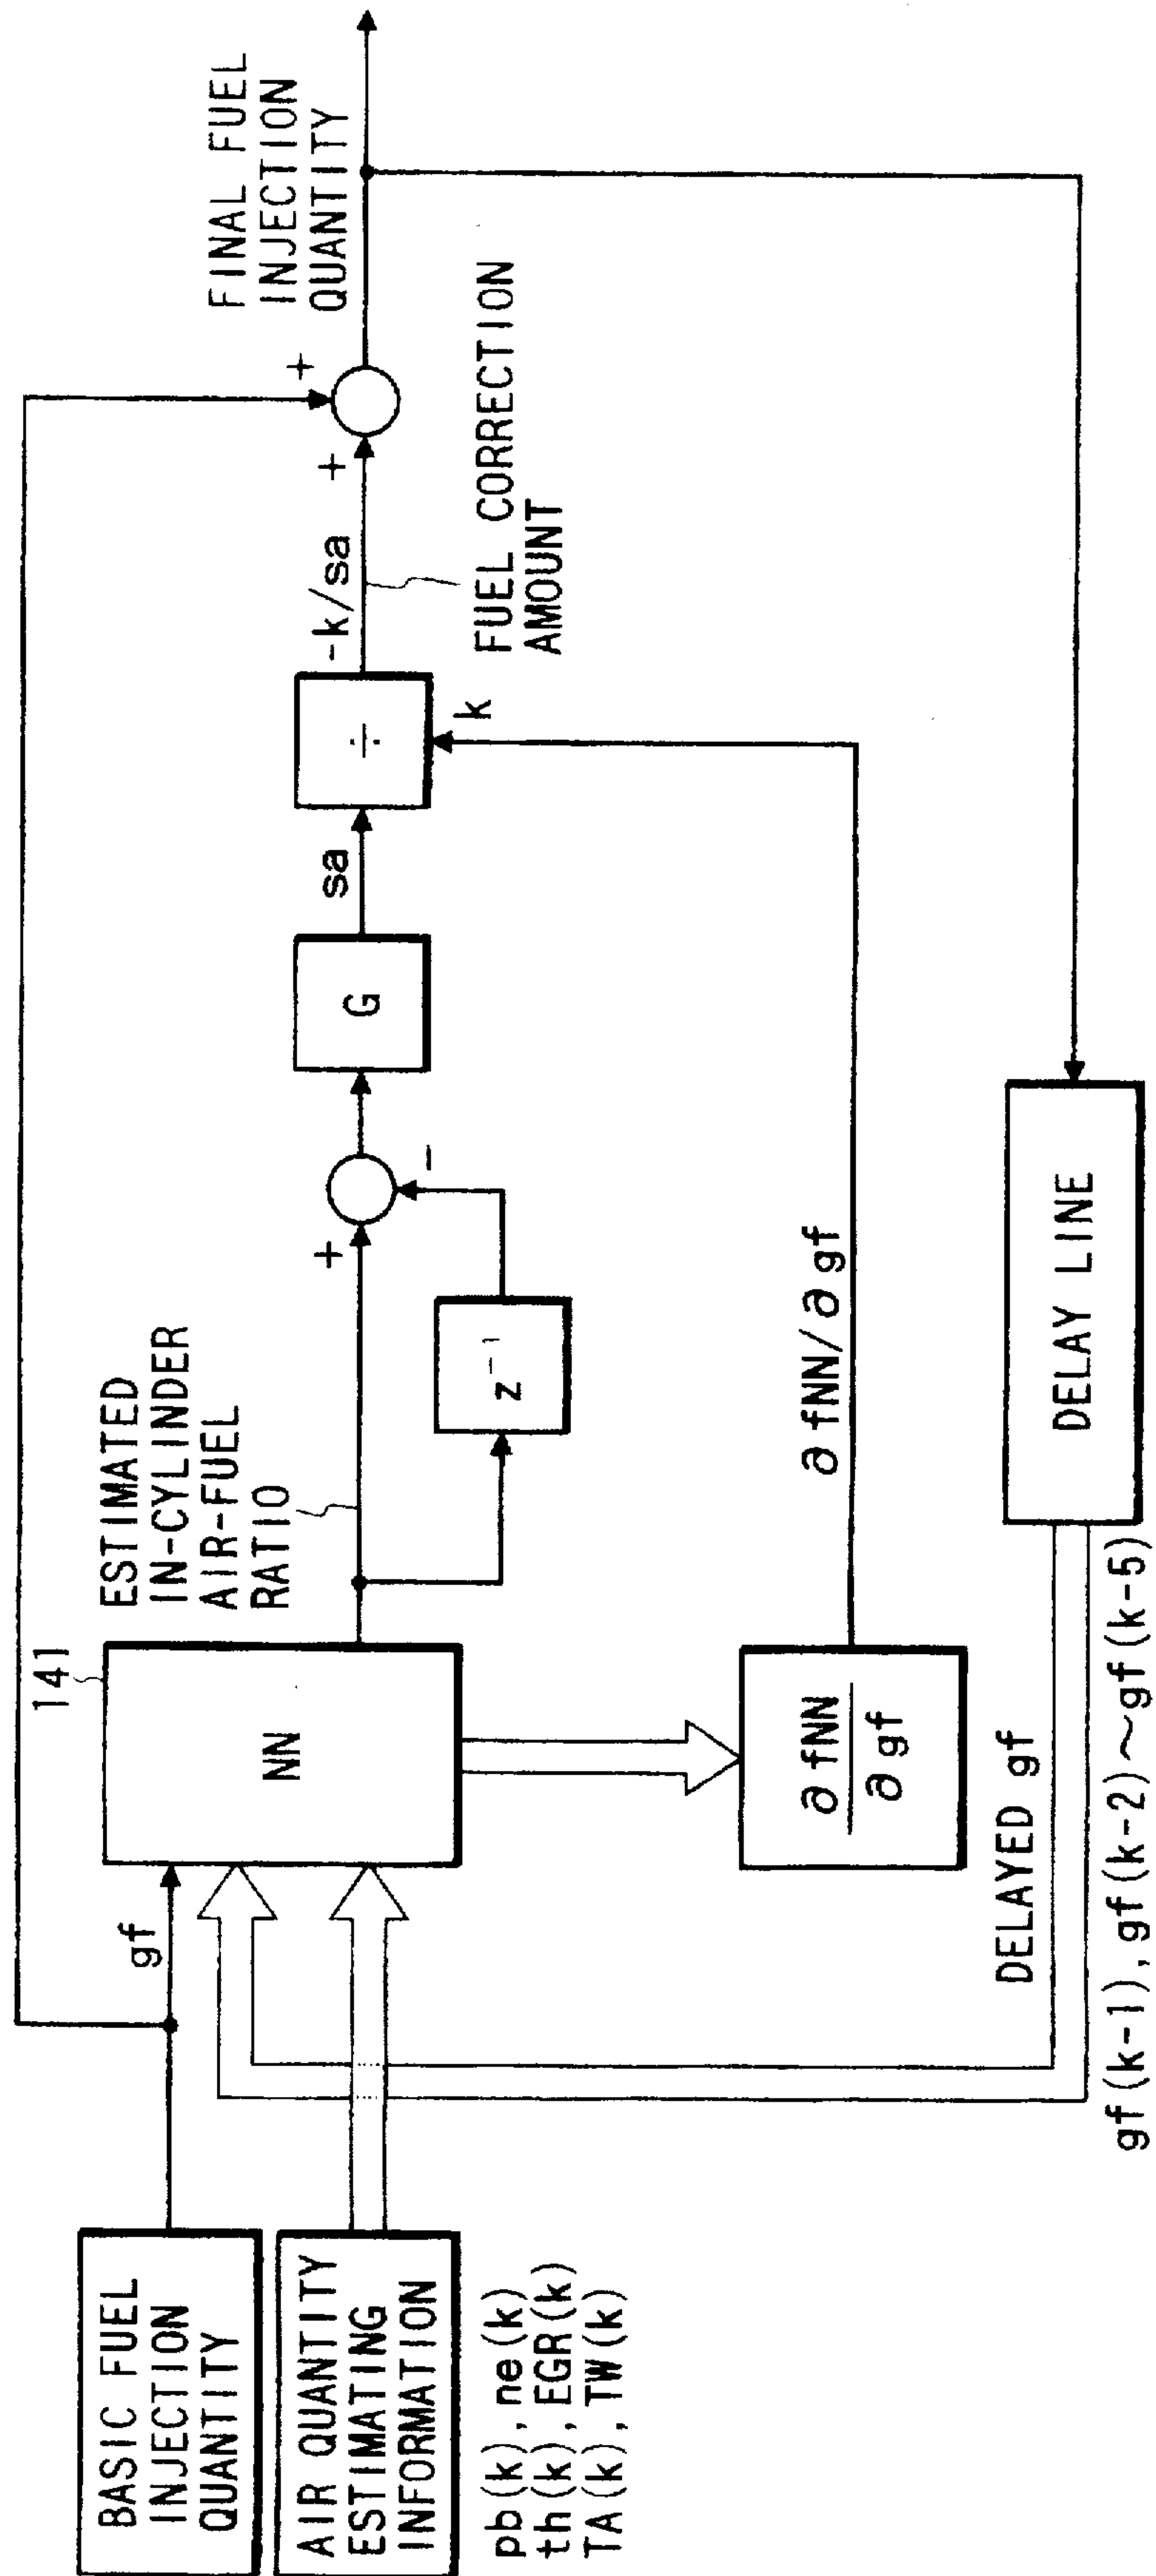 BASIC FUEL
INJECTION
QUANTITY
AIR QUANTITY
ESTIMATING
INFORMATION
pb(k), ne(k)
th(k), EGR(k)
TA(k), TW(k)
gf
141
NN
ESTIMATED
IN-CYLINDER
AIR-FUEL
RATIO
+
-
z⁻¹
G
sa
÷
k
-k/sa
FUEL CORRECTION
AMOUNT
+
+
FINAL FUEL
INJECTION
QUANTITY
∂fNN
∂gf
∂fNN/∂gf
DELAY LINE
DELAYED gf
gf(k-1), gf(k-2)~gf(k-5)